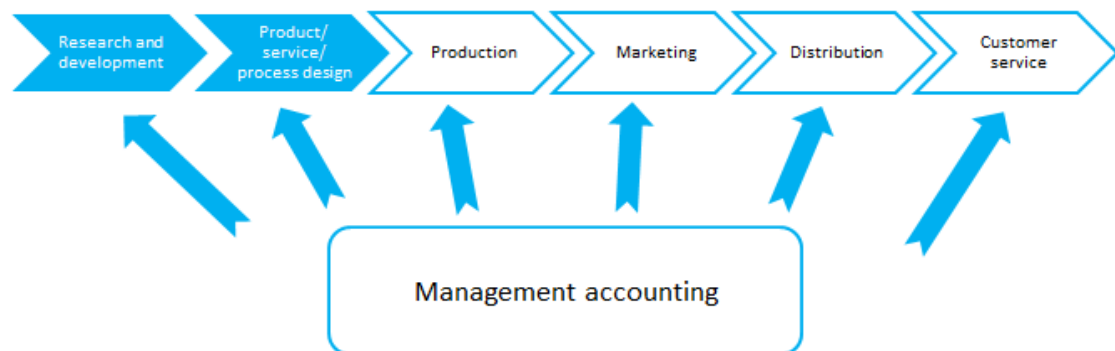 Research and
development
Product/
service/
process design
Production
Marketing
Distribution
Customer
service
Management accounting